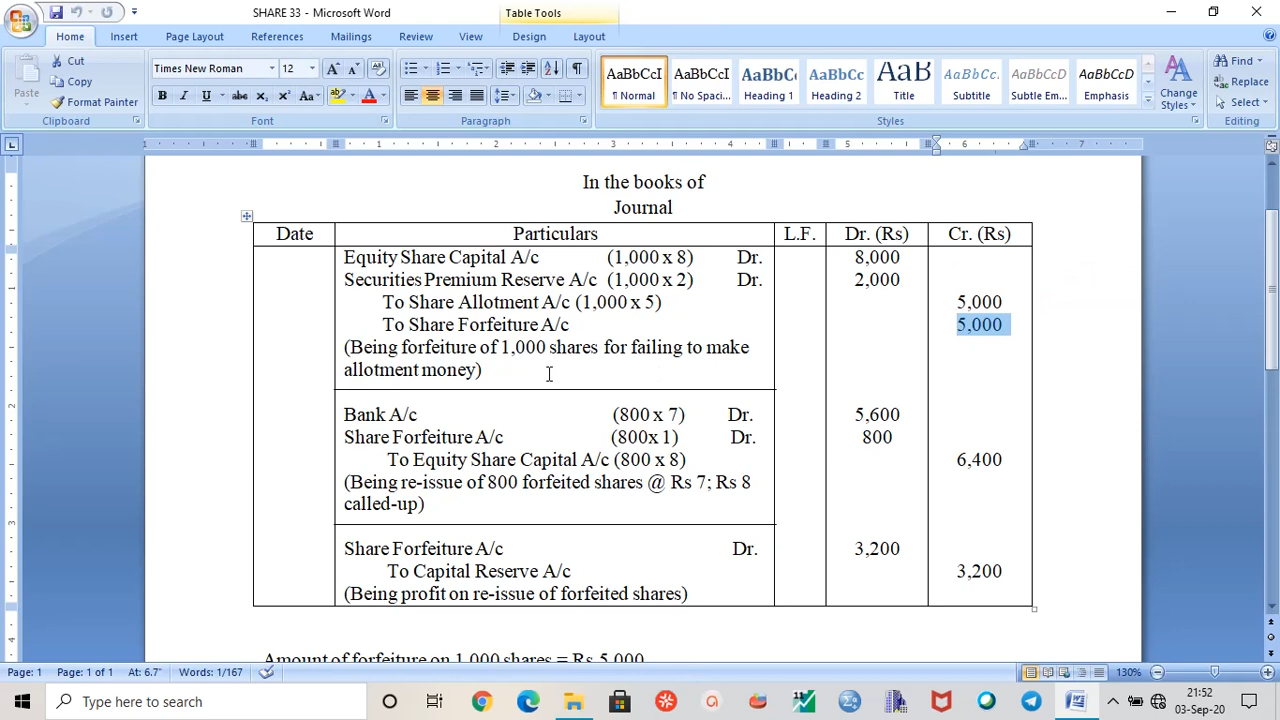 SHARE 33 - Microsoft Word
Table Tools
Home Insert Page Layout References Mailings Review View Design Layout
Paste
Cut
Copy
Format Painter
Clipboard
Times New Roman 12
Font
Paragraph
AaBbCcI AaBbCcI AaBbC AaBbCc AaB AaBbCcI AaBbCcD AaBbCcD
¶ Normal ¶ No Spaci... Heading 1 Heading 2 Title Subtitle Subtle Em... Emphasis
Change
Styles
Styles
Find
Replace
Select
Editing
In the books of
Journal
Date Particulars L.F. Dr. (Rs) Cr. (Rs)
Equity Share Capital A/c (1,000 x 8) Dr. 8,000
Securities Premium Reserve A/c (1,000 x 2) Dr. 2,000
To Share Allotment A/c (1,000 x 5) 5,000
To Share Forfeiture A/c 5,000
(Being forfeiture of 1,000 shares for failing to make
allotment money)
Bank A/c (800 x 7) Dr. 5,600
Share Forfeiture A/c (800x 1) Dr. 800
To Equity Share Capital A/c (800 x 8) 6,400
(Being re-issue of 800 forfeited shares @ Rs 7; Rs 8
called-up)
Share Forfeiture A/c Dr. 3,200
To Capital Reserve A/c 3,200
(Being profit on re-issue of forfeited shares)
Amount of forfeiture on 1,000 shares = Rs 5,000
Page: 1 Page: 1 of 1 At: 6.7" Words: 1/167 130%
Type here to search
21:52
03-Sep-20